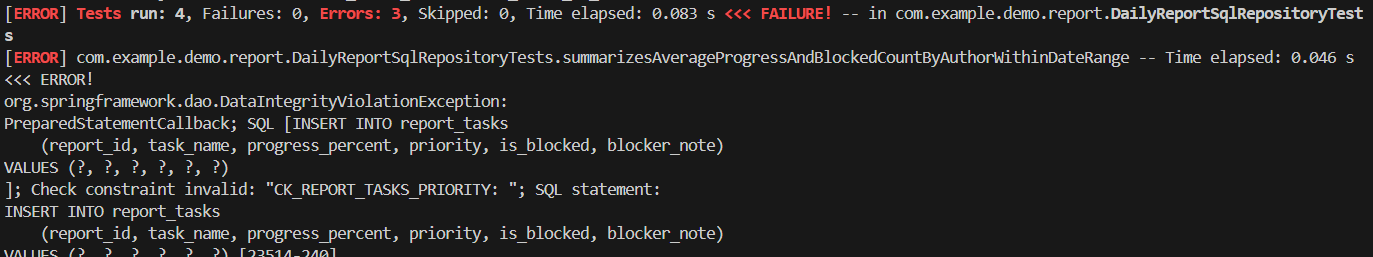 [ERROR] Tests run: 4, Failures: 0, Errors: 3, Skipped: 0, Time elapsed: 0.083 s <<< FAILURE! -- in com.example.demo.report.DailyReportSqlRepositoryTest
s
[ERROR] com.example.demo.report.DailyReportSqlRepositoryTests.summarizesAverageProgressAndBlockedCountByAuthorWithinDateRange -- Time elapsed: 0.046 s
<<< ERROR!
org.springframework.dao.DataIntegrityViolationException:
PreparedStatementCallback; SQL [INSERT INTO report_tasks
    (report_id, task_name, progress_percent, priority, is_blocked, blocker_note)
VALUES (?, ?, ?, ?, ?, ?)
]; Check constraint invalid: "CK_REPORT_TASKS_PRIORITY: "; SQL statement:
INSERT INTO report_tasks
    (report_id, task_name, progress_percent, priority, is_blocked, blocker_note)
VALUES (?, ?, ?, ?, ?, ?) [23514-240]